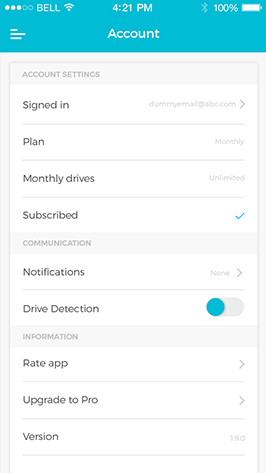 BELL 4:21 PM 100%
Account
ACCOUNT SETTINGS
Signed in dummyemail@abc.com
Plan Monthly
Monthly drives Unlimited
Subscribed
COMMUNICATION
Notifications None
Drive Detection
INFORMATION
Rate app
Upgrade to Pro
Version 1.9.0